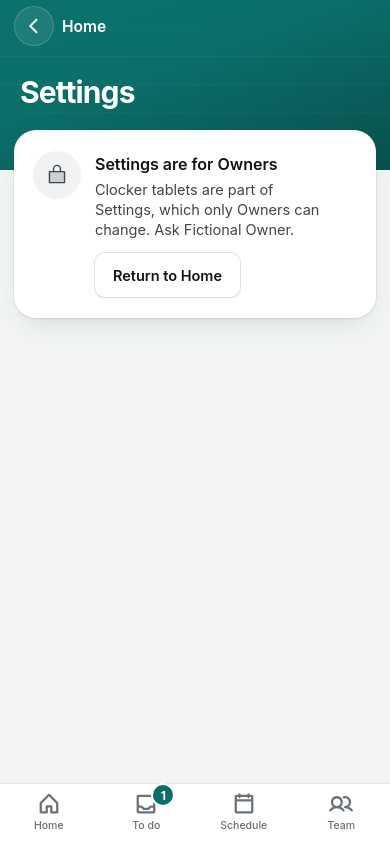 Home
Settings
Settings are for Owners
Clocker tablets are part of
Settings, which only Owners can
change. Ask Fictional Owner.
Return to Home
1
Home
To do
Schedule
Team